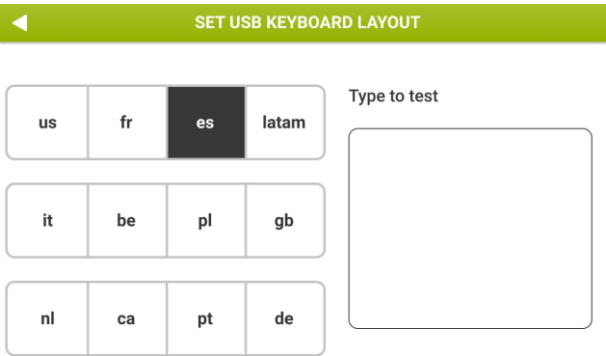 SET USB KEYBOARD LAYOUT
us fr es latam
Type to test
it be pl gb
nl ca pt de